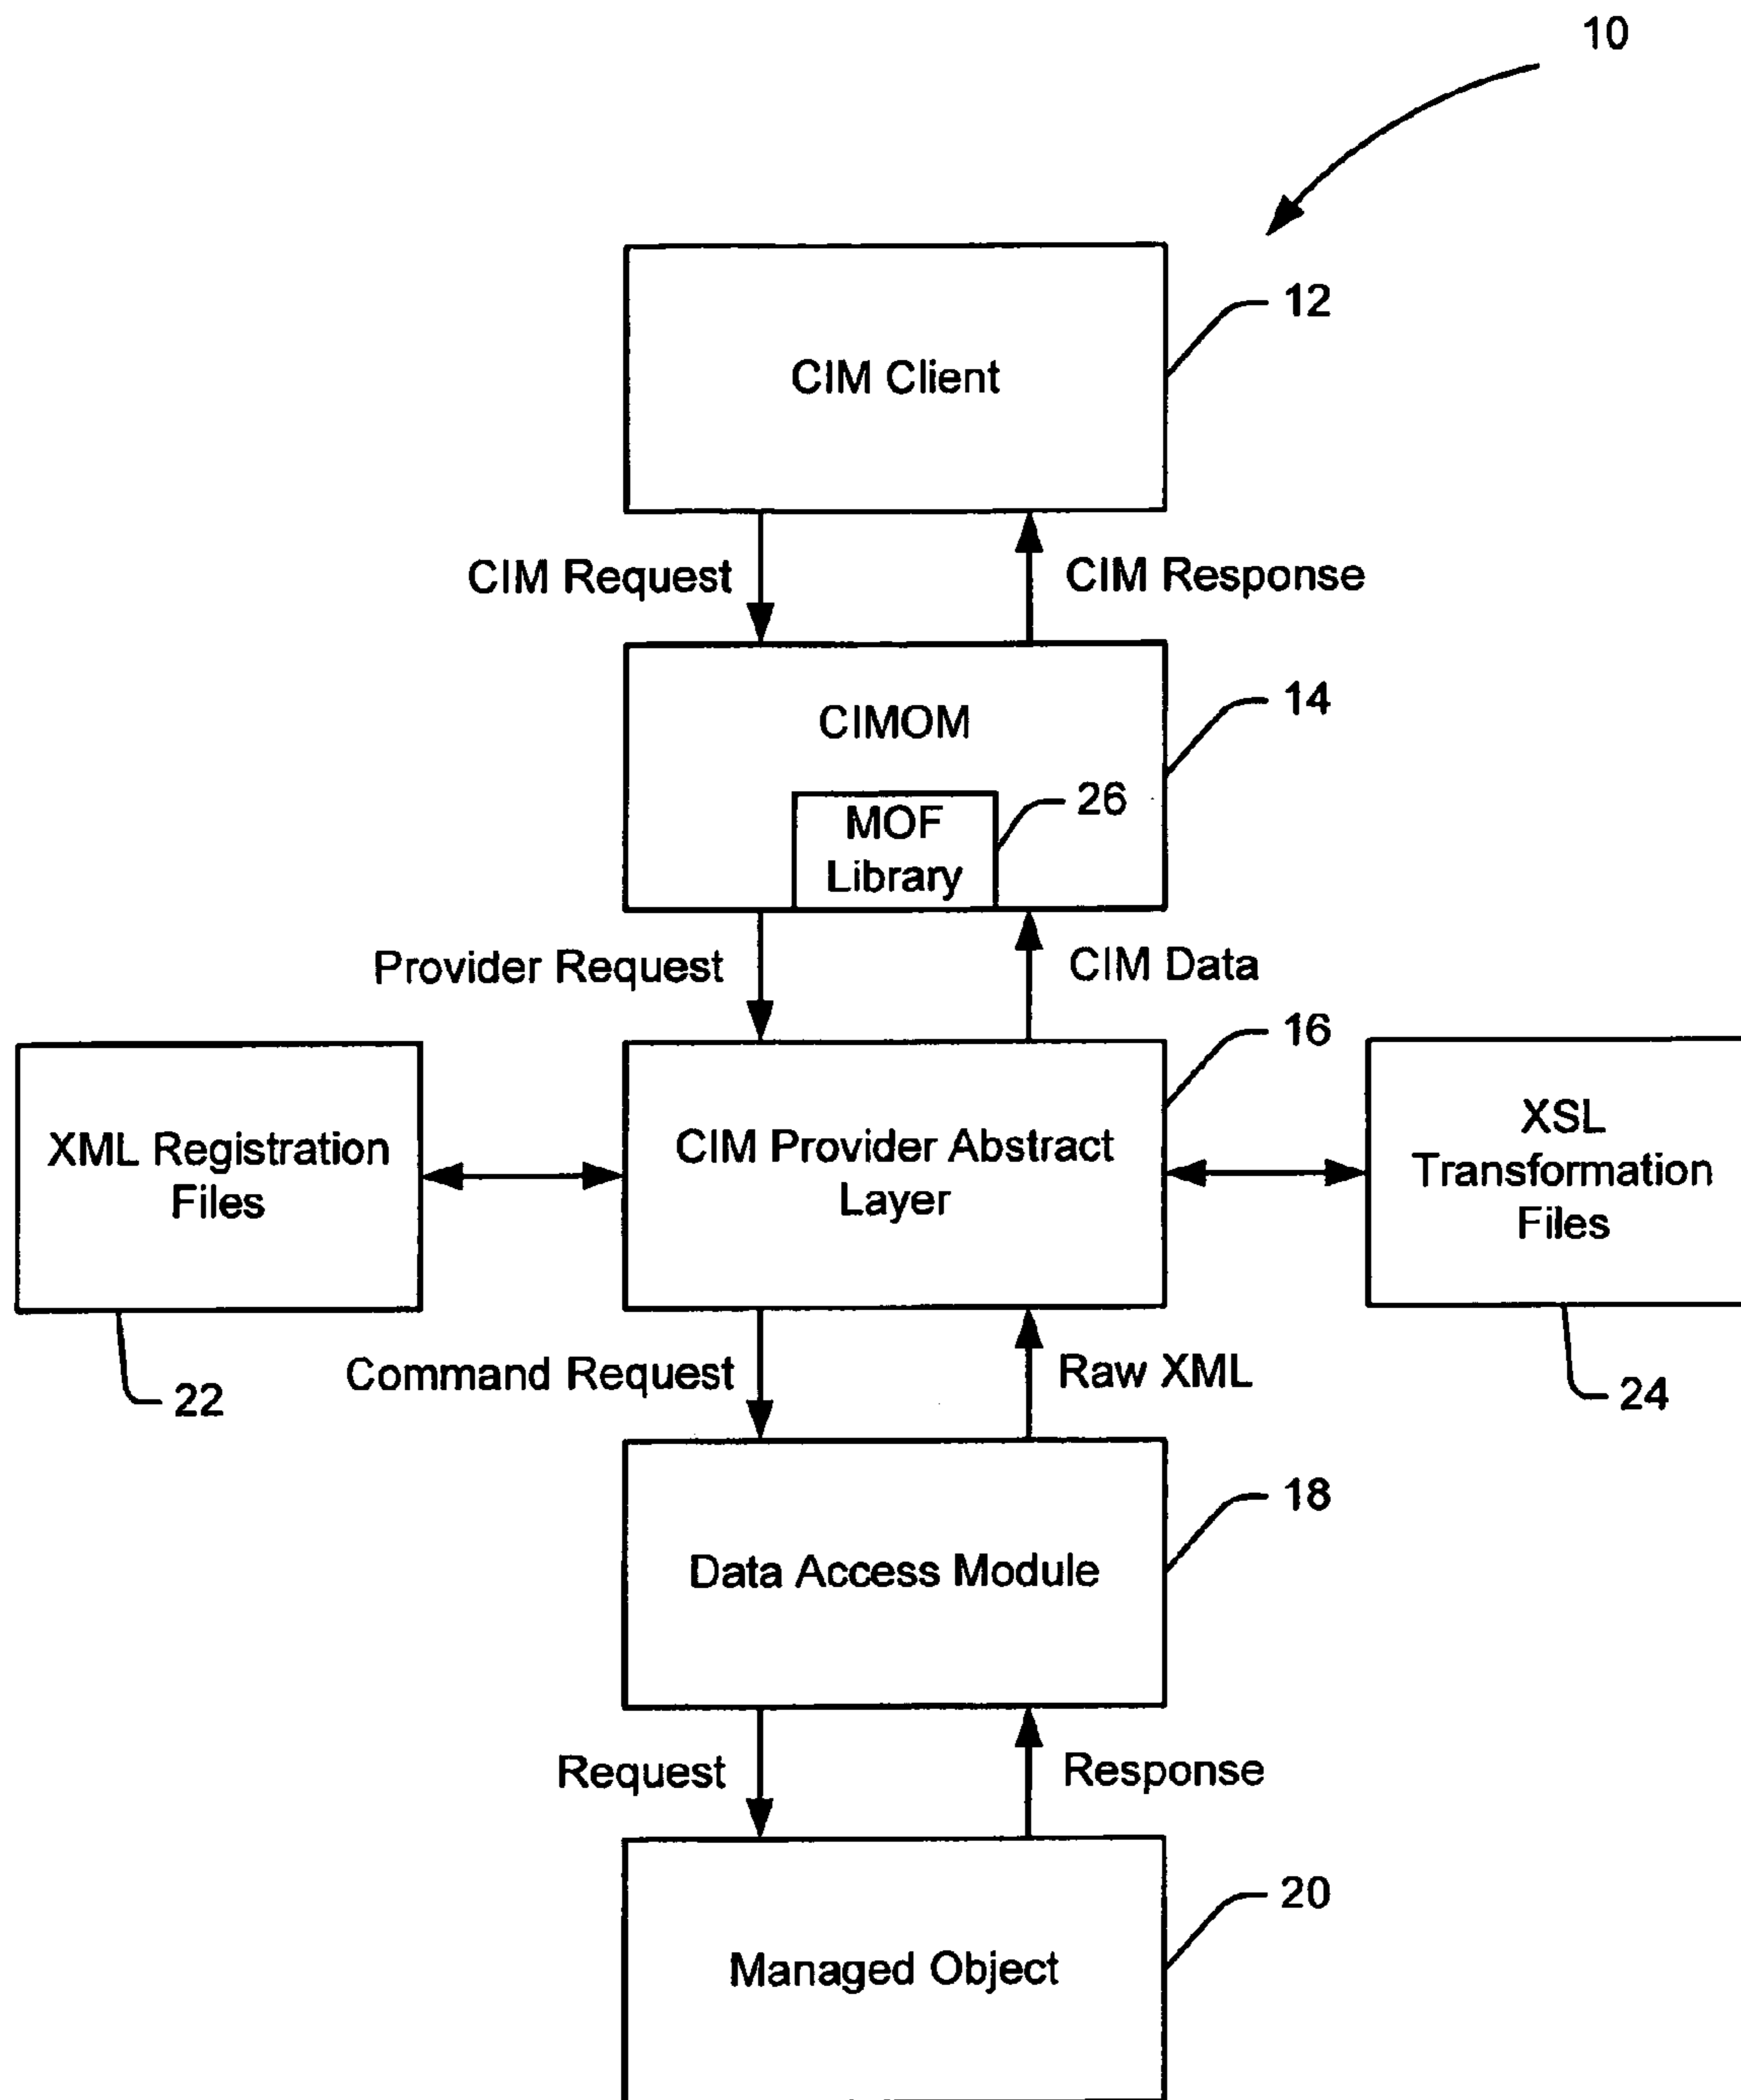 10
12
CIM Client
CIM Request
CIM Response
CIMOM
14
MOF
Library
26
Provider Request
CIM Data
16
XML Registration
Files
CIM Provider Abstract
Layer
XSL
Transformation
Files
22
Command Request
Raw XML
24
18
Data Access Module
Request
Response
20
Managed Object